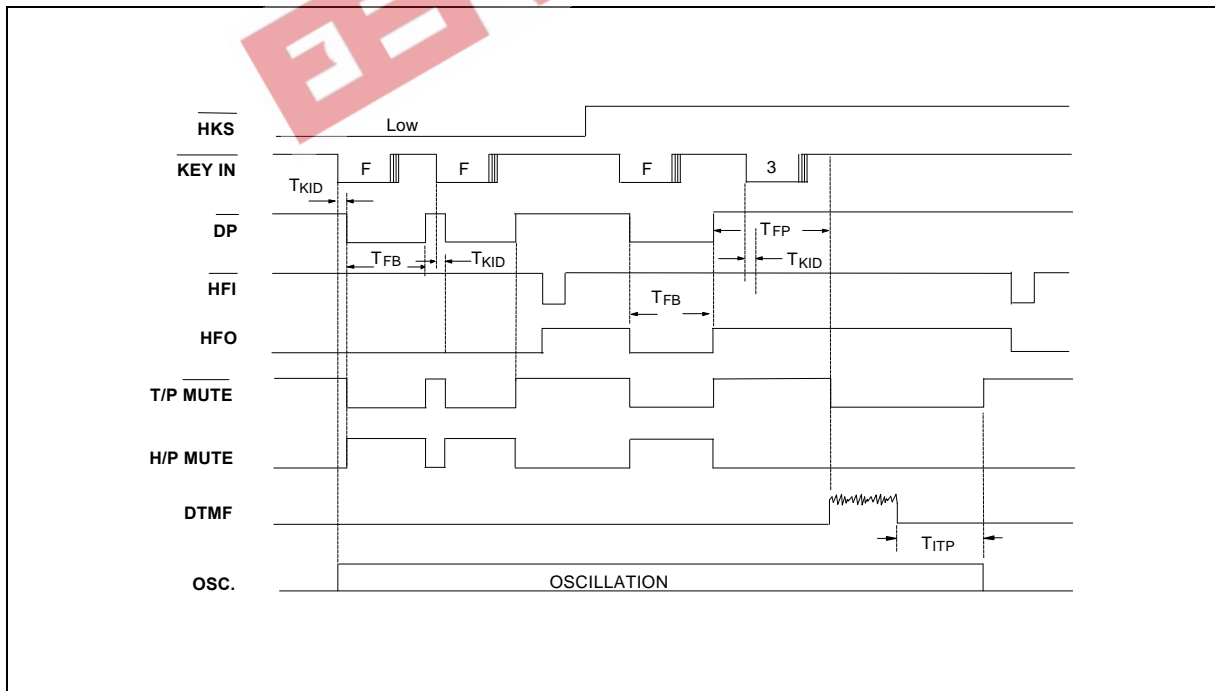 HKS
Low
KEY IN
F
F
F
3
TKID
DP
TFP
TFB
TKID
TKID
HFI
TFB
HFO
T/P MUTE
H/P MUTE
DTMF
TITP
OSC.
OSCILLATION